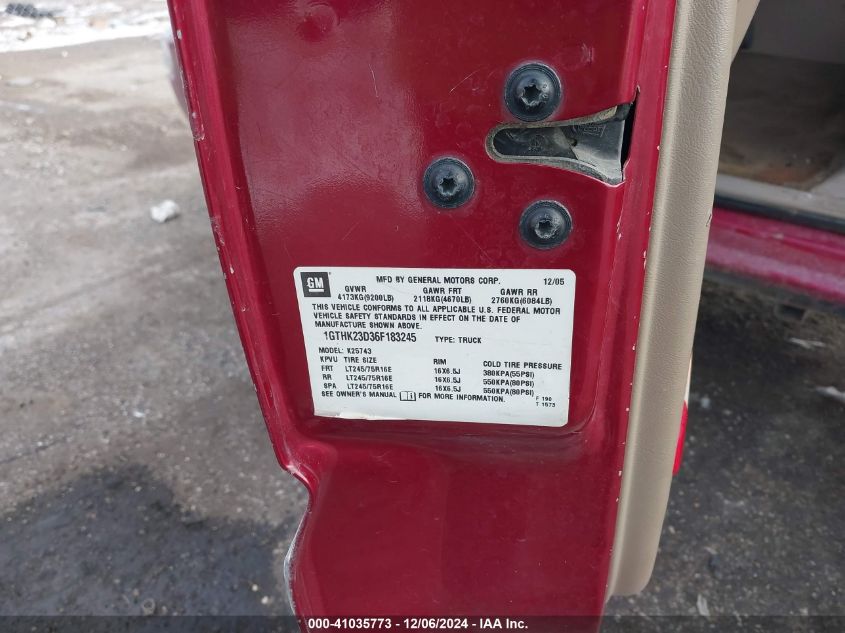 GM MFD BY GENERAL MOTORS CORP. 12/05
GVWR GAWR FRT GAWR RR
4173KG(9200LB) 2118KG(4670LB) 2760KG(6084LB)
THIS VEHICLE CONFORMS TO ALL APPLICABLE U.S. FEDERAL MOTOR
VEHICLE SAFETY STANDARDS IN EFFECT ON THE DATE OF
MANUFACTURE SHOWN ABOVE.
1GTHK23D36F183245 TYPE: TRUCK
MODEL: K25743
KPVU TIRE SIZE RIM COLD TIRE PRESSURE
FRT LT245/75R16E 16X6.5J 380KPA(55PSI)
RR LT245/75R16E 16X6.5J 550KPA(80PSI)
SPA LT245/75R16E 16X6.5J 550KPA(80PSI)
SEE OWNER'S MANUAL FOR MORE INFORMATION.
F 190
T 1573
000-41035773 - 12/06/2024 - IAA Inc.